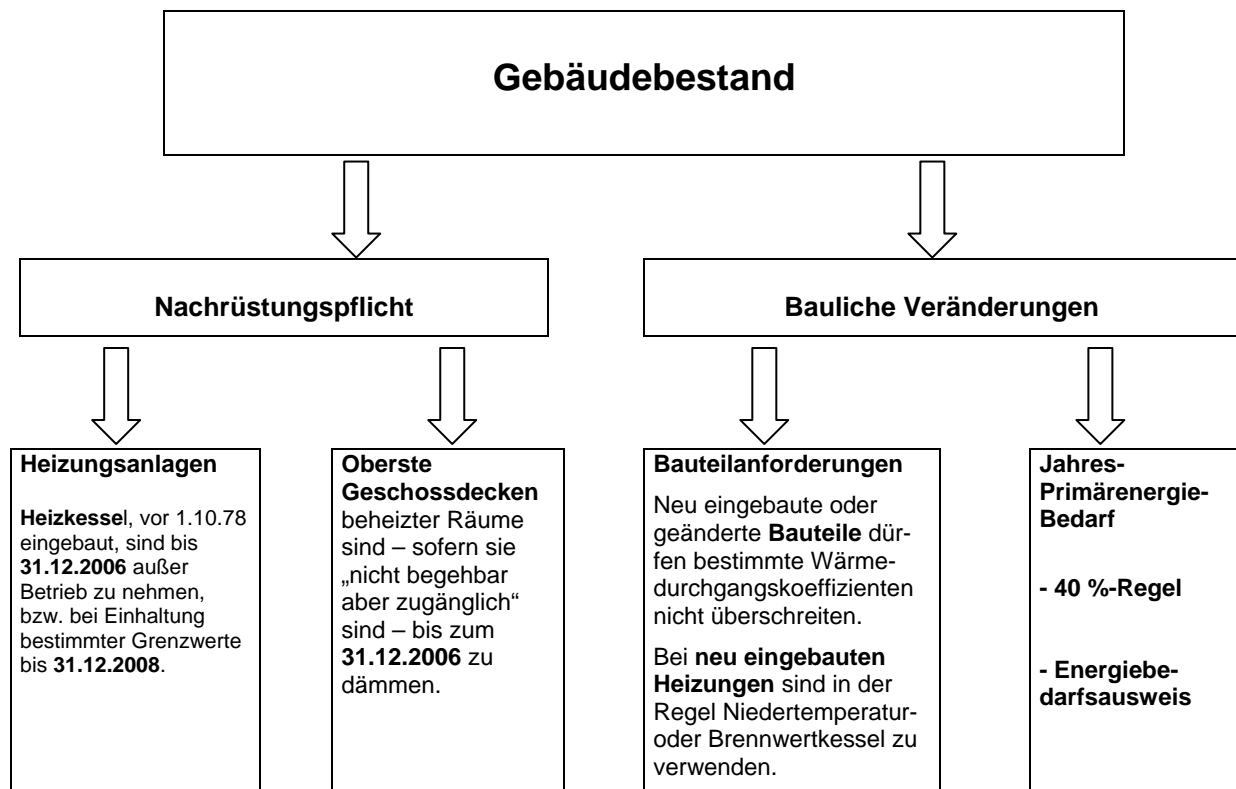 Gebäudebestand
Nachrüstungspflicht
Bauliche Veränderungen
Heizungsanlagen
Heizkessel, vor 1.10.78
eingebaut, sind bis
31.12.2006 außer
Betrieb zu nehmen,
bzw. bei Einhaltung
bestimmter Grenzwerte
bis 31.12.2008.
Oberste
Geschossdecken
beheizter Räume
sind – sofern sie
„nicht begehbar
aber zugänglich“
sind – bis zum
31.12.2006 zu
dämmen.
Bauteilanforderungen
Neu eingebaute oder
geänderte Bauteile dür-
fen bestimmte Wärme-
durchgangskoeffizienten
nicht überschreiten.
Bei neu eingebauten
Heizungen sind in der
Regel Niedertemperatur-
oder Brennwertkessel zu
verwenden.
Jahres-
Primärenergie-
Bedarf
- 40 %-Regel
- Energiebe-
darfsausweis